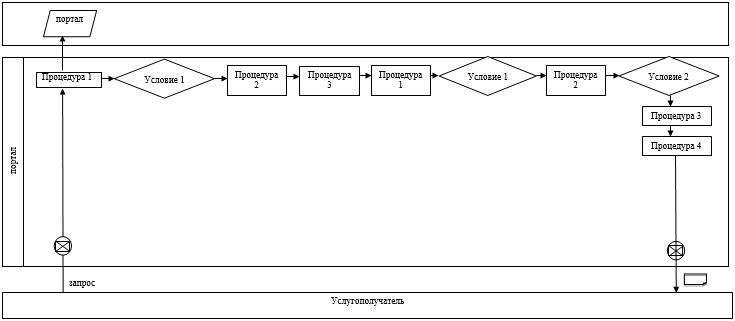 портал
Процедура 1
Условие 1
Процедура
2
Процедура
3
Процедура
1
Условие 1
Процедура
2
Условие 2
Процедура 3
Процедура 4
портал
запрос
Услугополучатель